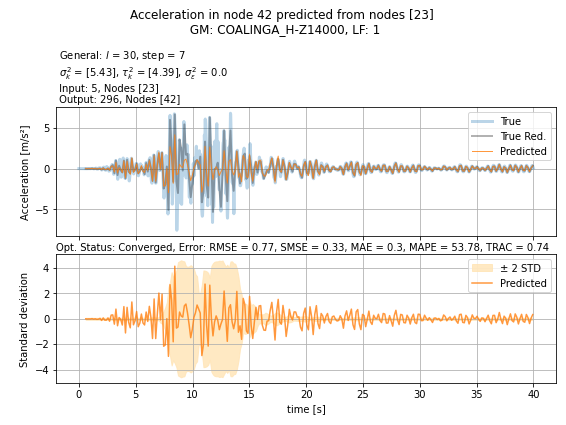 Acceleration in node 42 predicted from nodes [23]
GM: COALINGA_H-Z14000, LF: 1
General: l = 30, step = 7
σ²ₖ = [5.43], τ²ₖ = [4.39], σ²ε = 0.0
Input: 5, Nodes [23]
Output: 296, Nodes [42]
Acceleration [m/s²]
5
0
−5
True
True Red.
Predicted
Opt. Status: Converged, Error: RMSE = 0.77, SMSE = 0.33, MAE = 0.3, MAPE = 53.78, TRAC = 0.74
Standard deviation
4
2
0
−2
−4
± 2 STD
Predicted
0 5 10 15 20 25 30 35 40
time [s]